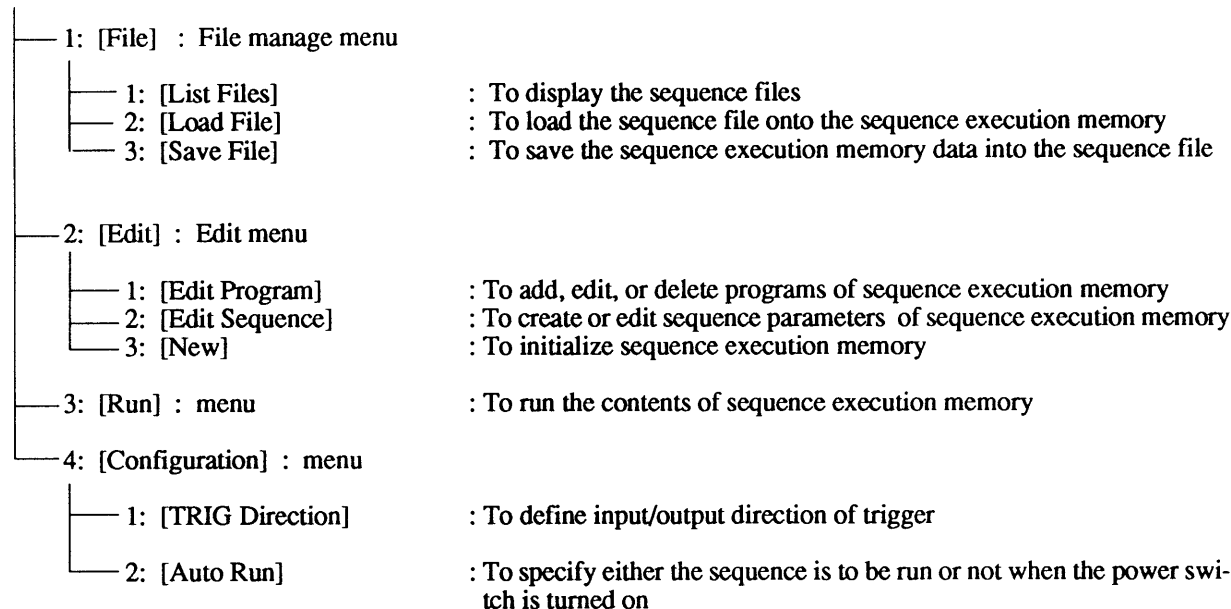 1: [File] : File manage menu
1: [List Files] : To display the sequence files
2: [Load File] : To load the sequence file onto the sequence execution memory
3: [Save File] : To save the sequence execution memory data into the sequence file
2: [Edit] : Edit menu
1: [Edit Program] : To add, edit, or delete programs of sequence execution memory
2: [Edit Sequence] : To create or edit sequence parameters of sequence execution memory
3: [New] : To initialize sequence execution memory
3: [Run] : menu : To run the contents of sequence execution memory
4: [Configuration] : menu
1: [TRIG Direction] : To define input/output direction of trigger
2: [Auto Run] : To specify either the sequence is to be run or not when the power swi-
tch is turned on